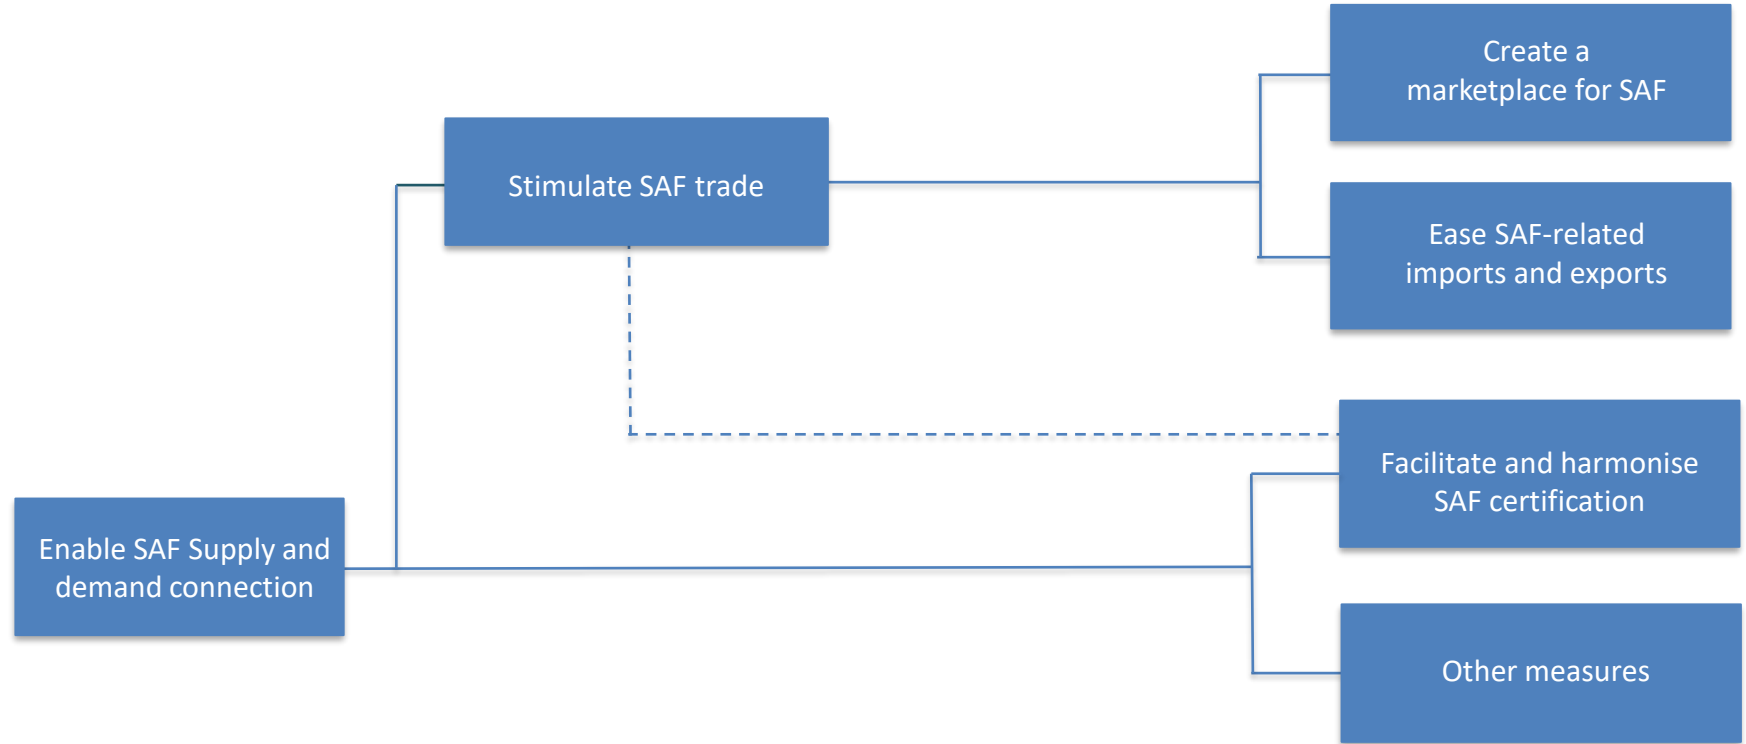 Create a
marketplace for SAF
Stimulate SAF trade
Ease SAF-related
imports and exports
Facilitate and harmonise
SAF certification
Enable SAF Supply and
demand connection
Other measures